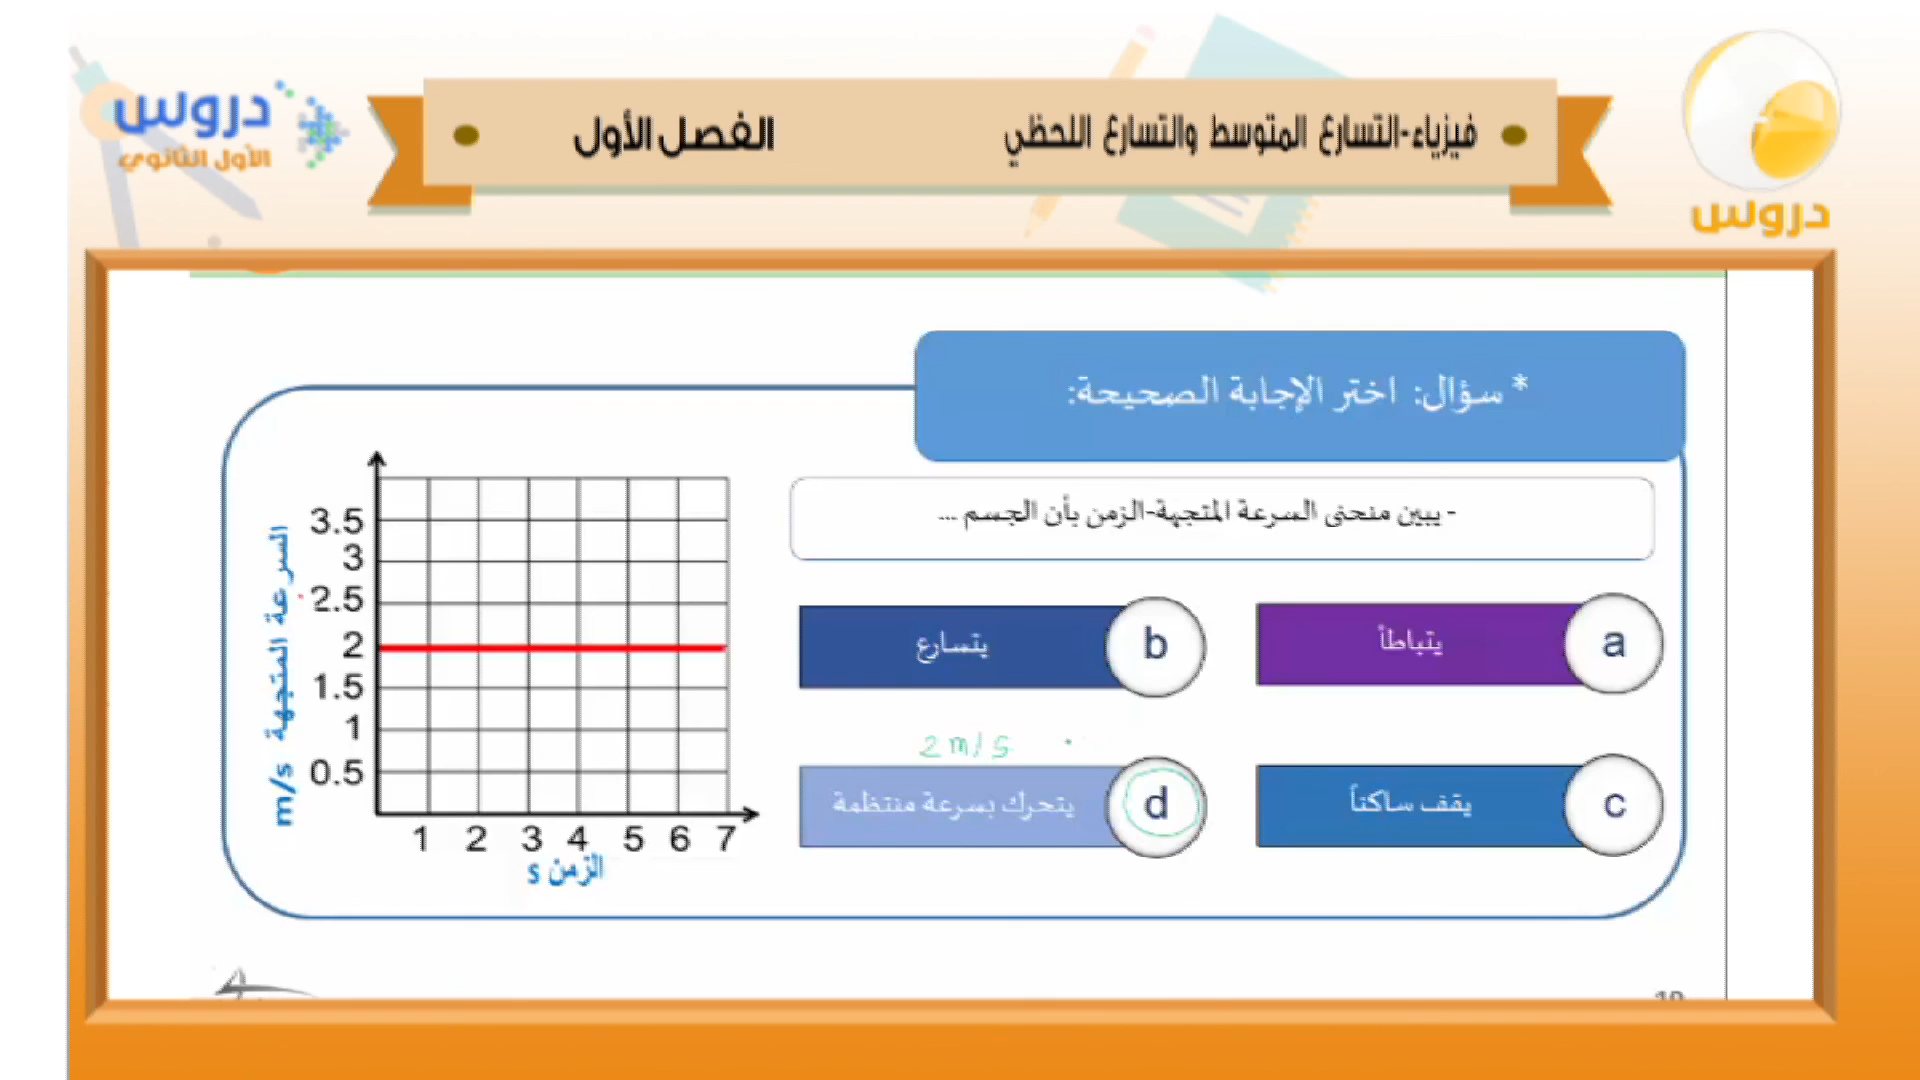 دروس
الأول الثانوي
فيزياء-التسارع المتوسط والتسارع اللحظي
الفصل الأول
دروس
* سؤال: اختر الإجابة الصحيحة:
- يبين منحنى السرعة المتجهة-الزمن بأن الجسم ...
a يتباطأ
b يتسارع
c يقف ساكناً
2 m/s
d يتحرك بسرعة منتظمة
السرعة المتجهة m/s
3.5
3
2.5
2
1.5
1
0.5
1 2 3 4 5 6 7
الزمن s